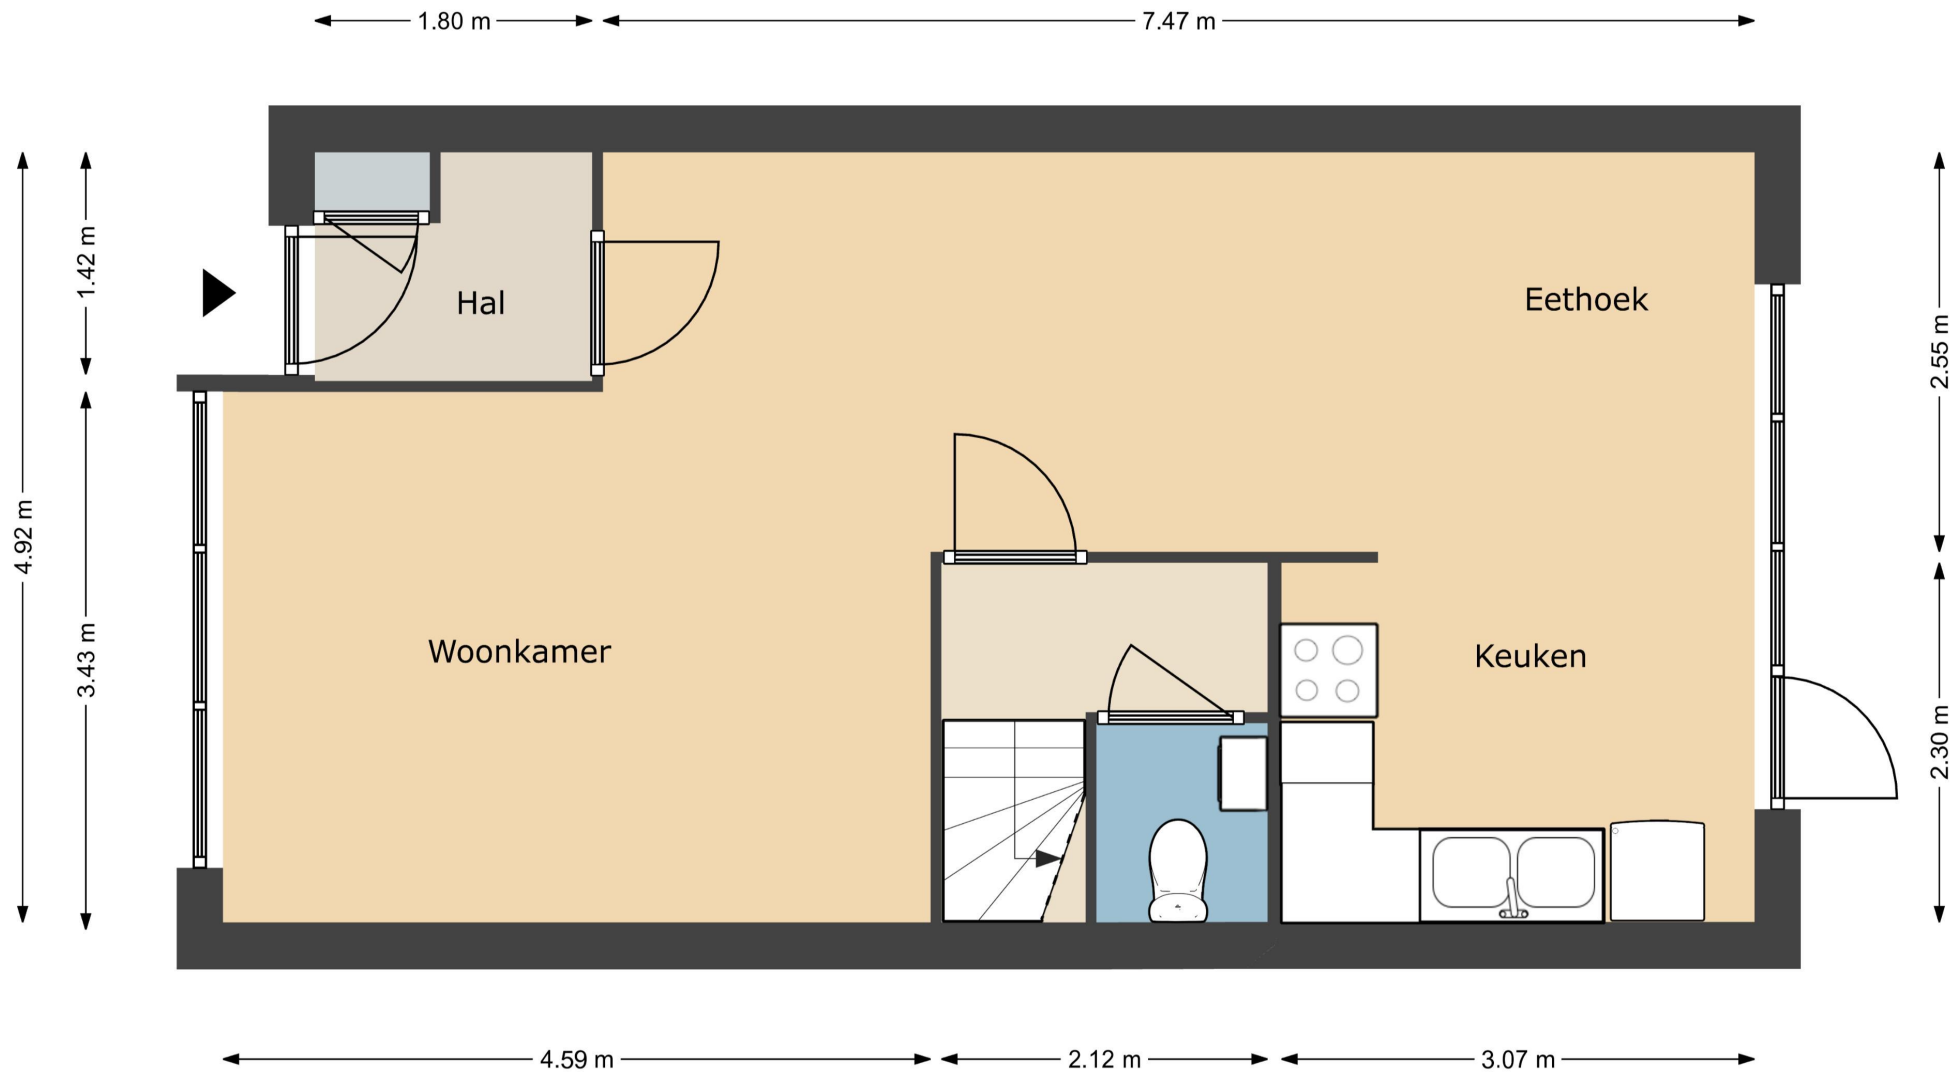 1.80 m
7.47 m
1.42 m
Hal
Eethoek
2.55 m
4.92 m
3.43 m
Woonkamer
Keuken
2.30 m
4.59 m
2.12 m
3.07 m